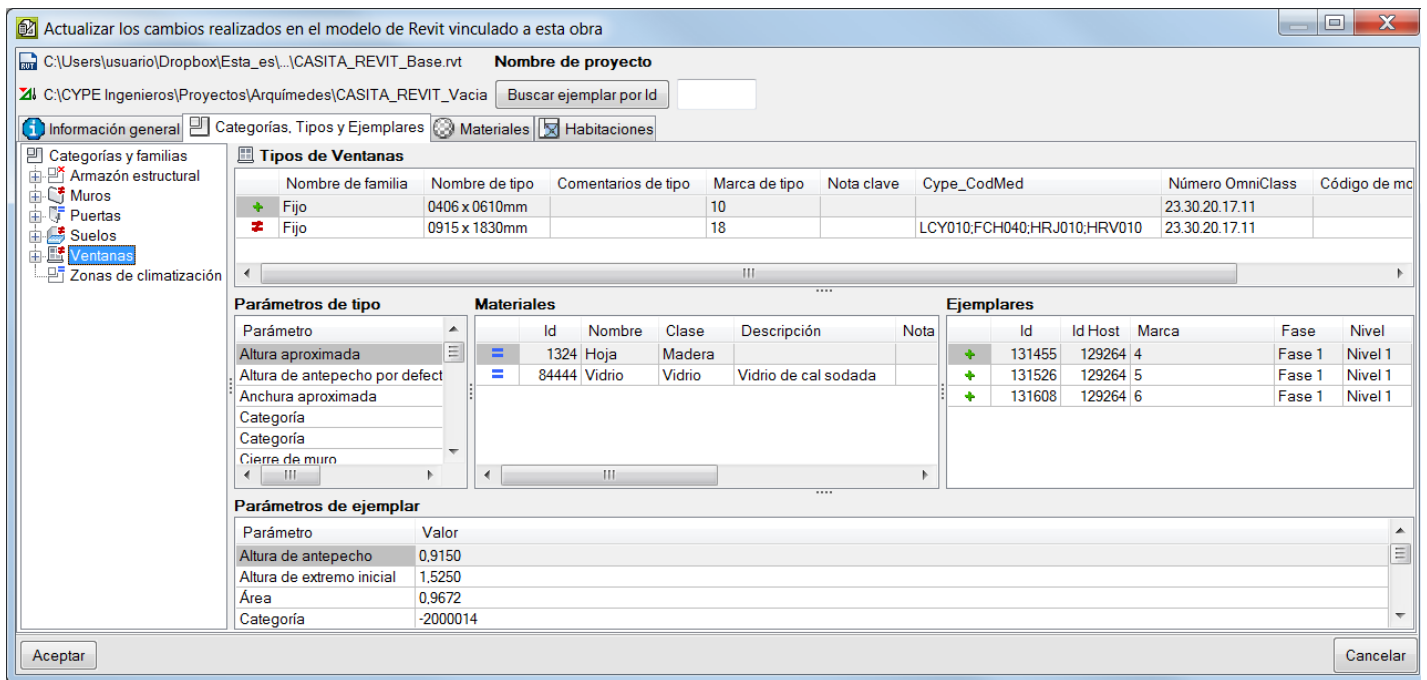 Actualizar los cambios realizados en el modelo de Revit vinculado a esta obra
C:\Users\usuario\Dropbox\Esta_es\...\CASITA_REVIT_Base.rvt Nombre de proyecto
C:\CYPE Ingenieros\Proyectos\Arquímedes\CASITA_REVIT_Vacia Buscar ejemplar por Id
Información general Categorías, Tipos y Ejemplares Materiales Habitaciones
Categorías y familias
Armazón estructural
Muros
Puertas
Suelos
Ventanas
Zonas de climatización
Tipos de Ventanas
Nombre de familia Nombre de tipo Comentarios de tipo Marca de tipo Nota clave Cype_CodMed Número OmniClass Código de mo
Fijo 0406 x 0610mm 10 23.30.20.17.11
Fijo 0915 x 1830mm 18 LCY010;FCH040;HRJ010;HRV010 23.30.20.17.11
Parámetros de tipo
Parámetro
Altura aproximada
Altura de antepecho por defect
Anchura aproximada
Categoría
Categoría
Cierre de muro
Materiales
Id Nombre Clase Descripción Nota
= 1324 Hoja Madera
= 84444 Vidrio Vidrio Vidrio de cal sodada
Ejemplares
Id Id Host Marca Fase Nivel
131455 129264 4 Fase 1 Nivel 1
131526 129264 5 Fase 1 Nivel 1
131608 129264 6 Fase 1 Nivel 1
Parámetros de ejemplar
Parámetro Valor
Altura de antepecho 0,9150
Altura de extremo inicial 1,5250
Área 0,9672
Categoría -2000014
Aceptar Cancelar